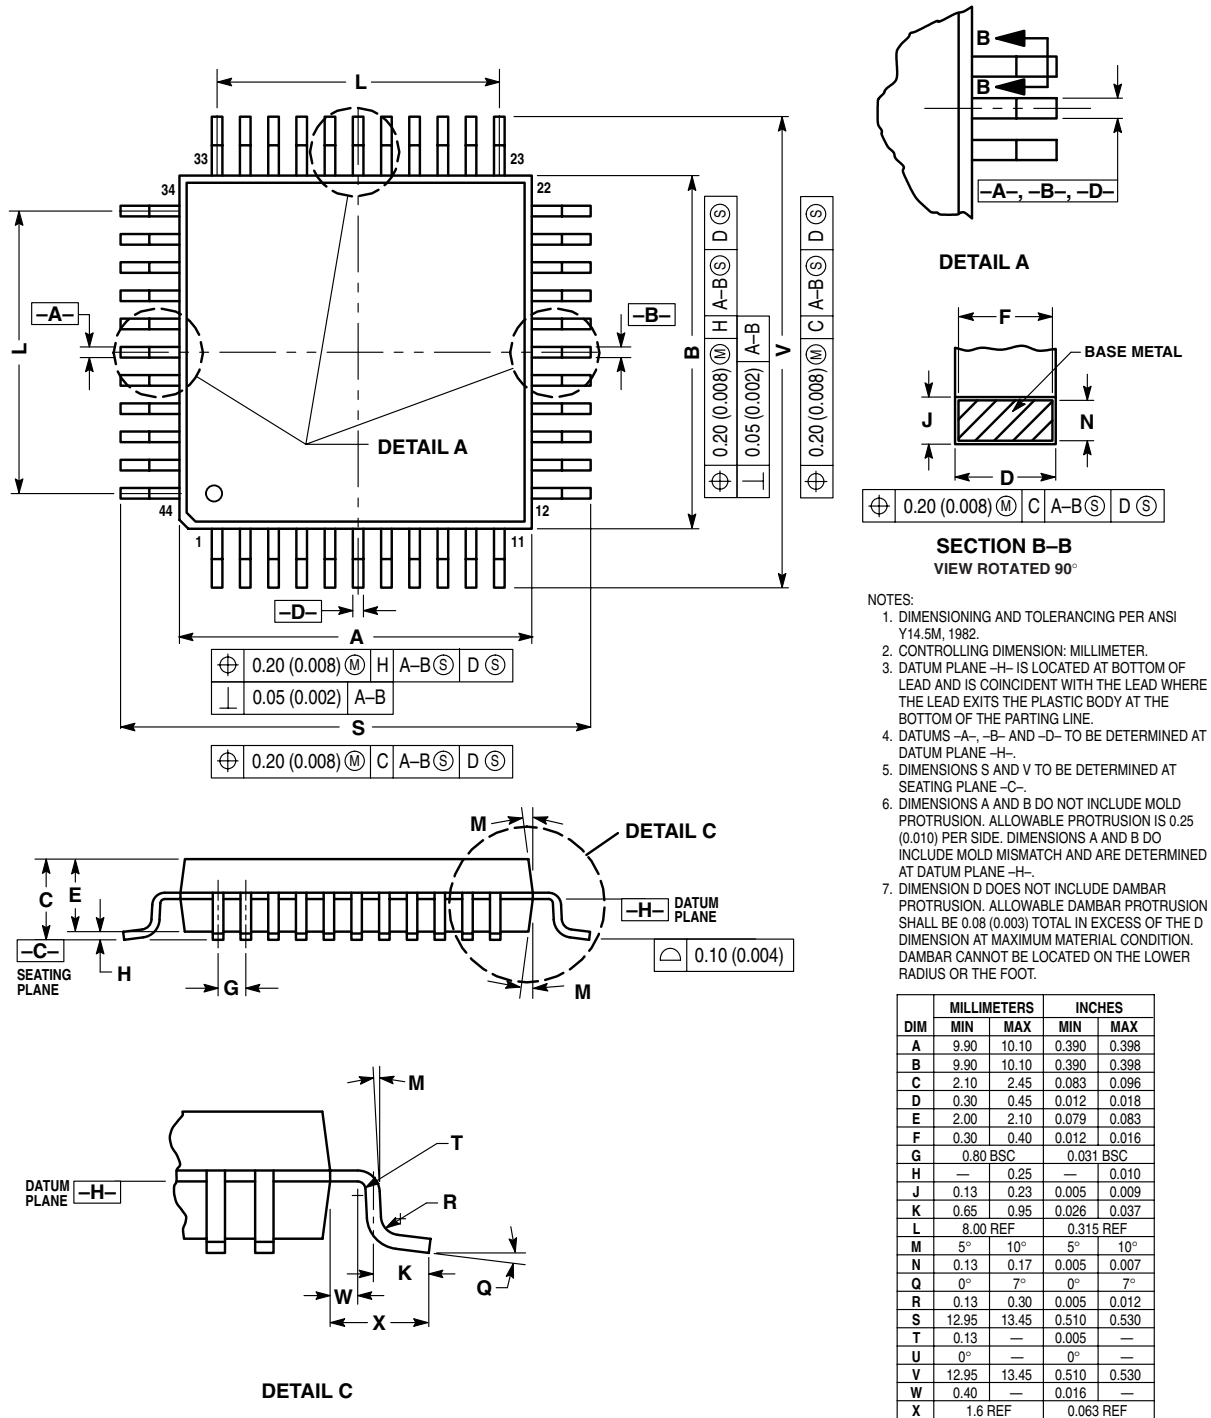 L
33
23
34
22
–A–
–B–
L
B
V
DETAIL A
44
12
1
11
–D–
A
⌖ 0.20 (0.008) Ⓜ H A–B Ⓢ D Ⓢ
⊥ 0.05 (0.002) A–B
S
⌖ 0.20 (0.008) Ⓜ C A–B Ⓢ D Ⓢ
⌖ 0.20 (0.008) Ⓜ H A–B Ⓢ D Ⓢ
⊥ 0.05 (0.002) A–B
⌖ 0.20 (0.008) Ⓜ C A–B Ⓢ D Ⓢ
B
B
–A–, –B–, –D–
DETAIL A
F
BASE METAL
J
N
D
⌖ 0.20 (0.008) Ⓜ C A–B Ⓢ D Ⓢ
SECTION B–B
VIEW ROTATED 90°
M
DETAIL C
C
E
–H– DATUM
PLANE
–C–
SEATING
PLANE
H
G
M
⌓ 0.10 (0.004)
M
T
R
DATUM
PLANE –H–
K
W
Q
X
DETAIL C
NOTES:
1. DIMENSIONING AND TOLERANCING PER ANSI
Y14.5M, 1982.
2. CONTROLLING DIMENSION: MILLIMETER.
3. DATUM PLANE –H– IS LOCATED AT BOTTOM OF
LEAD AND IS COINCIDENT WITH THE LEAD WHERE
THE LEAD EXITS THE PLASTIC BODY AT THE
BOTTOM OF THE PARTING LINE.
4. DATUMS –A–, –B– AND –D– TO BE DETERMINED AT
DATUM PLANE –H–.
5. DIMENSIONS S AND V TO BE DETERMINED AT
SEATING PLANE –C–.
6. DIMENSIONS A AND B DO NOT INCLUDE MOLD
PROTRUSION. ALLOWABLE PROTRUSION IS 0.25
(0.010) PER SIDE. DIMENSIONS A AND B DO
INCLUDE MOLD MISMATCH AND ARE DETERMINED
AT DATUM PLANE –H–.
7. DIMENSION D DOES NOT INCLUDE DAMBAR
PROTRUSION. ALLOWABLE DAMBAR PROTRUSION
SHALL BE 0.08 (0.003) TOTAL IN EXCESS OF THE D
DIMENSION AT MAXIMUM MATERIAL CONDITION.
DAMBAR CANNOT BE LOCATED ON THE LOWER
RADIUS OR THE FOOT.
MILLIMETERS INCHES
DIM MIN MAX MIN MAX
A 9.90 10.10 0.390 0.398
B 9.90 10.10 0.390 0.398
C 2.10 2.45 0.083 0.096
D 0.30 0.45 0.012 0.018
E 2.00 2.10 0.079 0.083
F 0.30 0.40 0.012 0.016
G 0.80 BSC 0.031 BSC
H — 0.25 — 0.010
J 0.13 0.23 0.005 0.009
K 0.65 0.95 0.026 0.037
L 8.00 REF 0.315 REF
M 5° 10° 5° 10°
N 0.13 0.17 0.005 0.007
Q 0° 7° 0° 7°
R 0.13 0.30 0.005 0.012
S 12.95 13.45 0.510 0.530
T 0.13 — 0.005 —
U 0° — 0° —
V 12.95 13.45 0.510 0.530
W 0.40 — 0.016 —
X 1.6 REF 0.063 REF